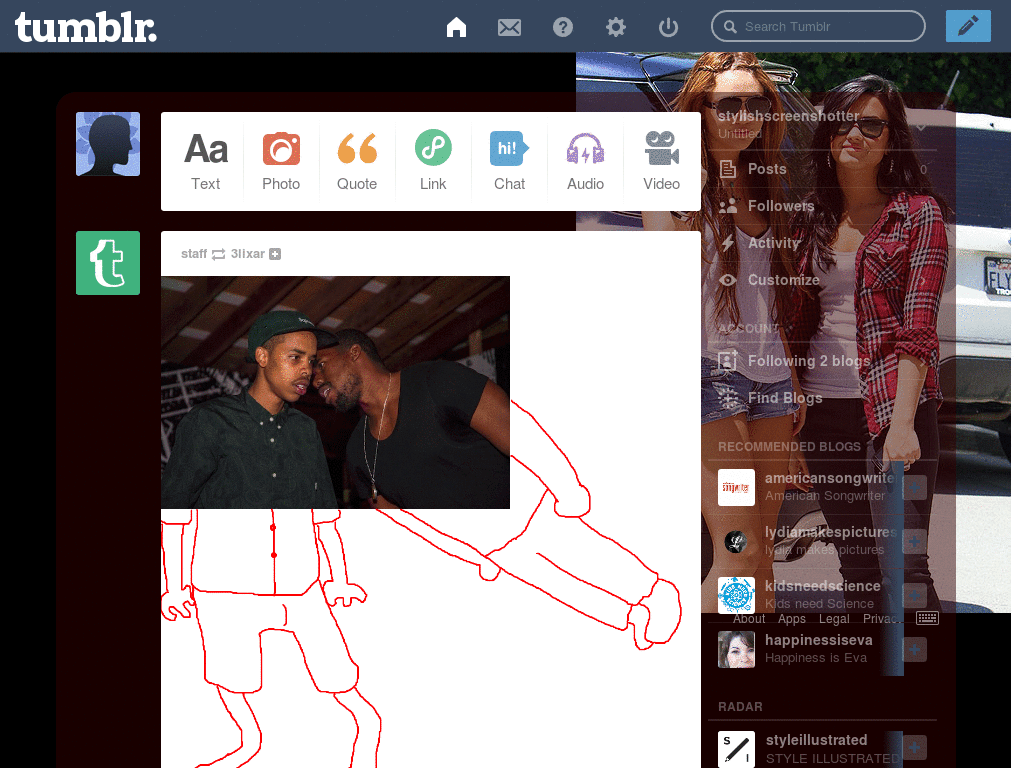 tumblr.
Search Tumblr
Aa
hi!
Text
Photo
Quote
Link
Chat
Audio
Video
staff
3lixar
stylishscreenshotter
Untitled
Posts
0
Followers
Activity
Customize
ACCOUNT
Following 2 blogs
Find Blogs
RECOMMENDED BLOGS
americansongwrite
American Songwriter
lydiamakespictures
lydia makes pictures
kidsneedscience
Kids need Science
About Apps Legal Privac
happinessiseva
Happiness is Eva
RADAR
styleillustrated
STYLE ILLUSTRATED